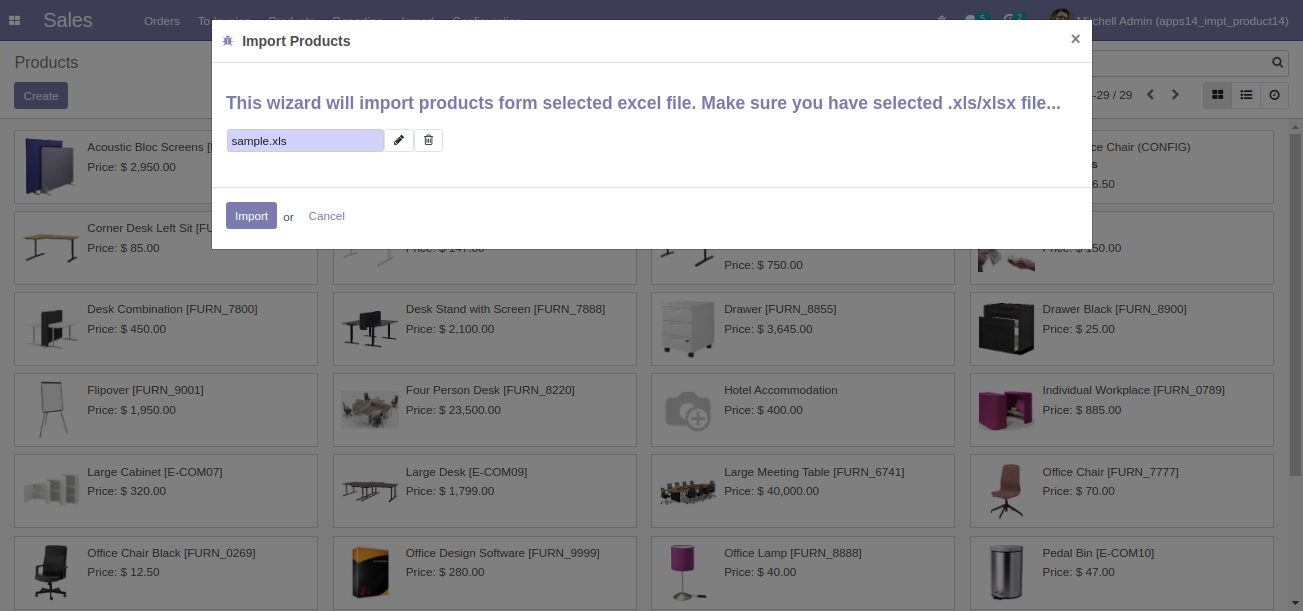 Sales Orders To Invoice Products Reporting Import Configuration 5 2 Mitchell Admin (apps14_impt_product14)
Import Products ×
Products
This wizard will import products form selected excel file. Make sure you have selected .xls/xlsx file...
Create
-29 / 29
sample.xls
Import or Cancel
Acoustic Bloc Screens [
Price: $ 2,950.00
ce Chair (CONFIG)
s
6.50
Corner Desk Left Sit [FU
Price: $ 85.00
Price: $ 147.00
Price: $ 750.00
150.00
Desk Combination [FURN_7800]
Price: $ 450.00
Desk Stand with Screen [FURN_7888]
Price: $ 2,100.00
Drawer [FURN_8855]
Price: $ 3,645.00
Drawer Black [FURN_8900]
Price: $ 25.00
Flipover [FURN_9001]
Price: $ 1,950.00
Four Person Desk [FURN_8220]
Price: $ 23,500.00
Hotel Accommodation
Price: $ 400.00
Individual Workplace [FURN_0789]
Price: $ 885.00
Large Cabinet [E-COM07]
Price: $ 320.00
Large Desk [E-COM09]
Price: $ 1,799.00
Large Meeting Table [FURN_6741]
Price: $ 40,000.00
Office Chair [FURN_7777]
Price: $ 70.00
Office Chair Black [FURN_0269]
Price: $ 12.50
Office Design Software [FURN_9999]
Price: $ 280.00
Office Lamp [FURN_8888]
Price: $ 40.00
Pedal Bin [E-COM10]
Price: $ 47.00